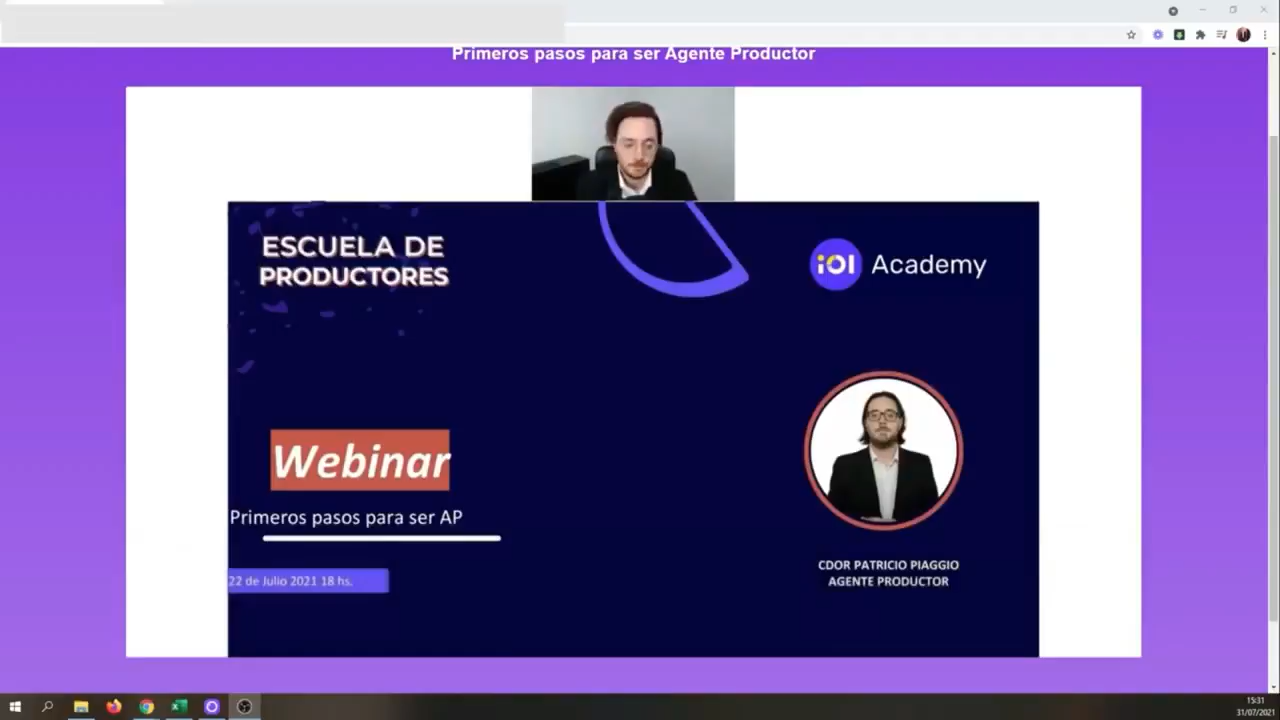 Primeros pasos para ser Agente Productor
ESCUELA DE
PRODUCTORES
iOl Academy
Webinar
Primeros pasos para ser AP
22 de Julio 2021 18 hs.
CDOR PATRICIO PIAGGIO
AGENTE PRODUCTOR
15:31
31/07/2021